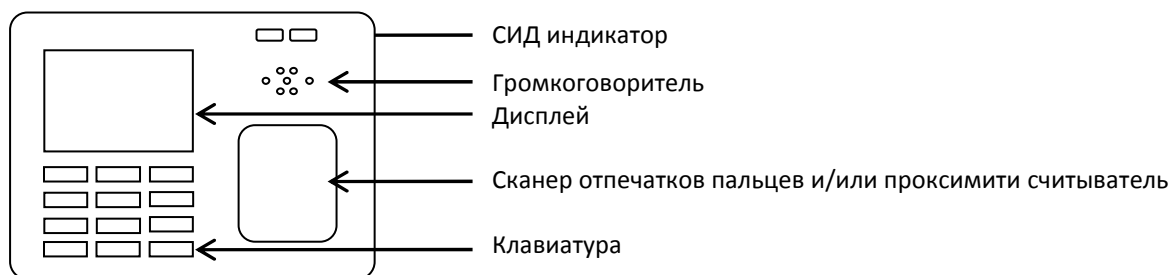 СИД индикатор
Громкоговоритель
Дисплей
Сканер отпечатков пальцев и/или проксимити считыватель
Клавиатура